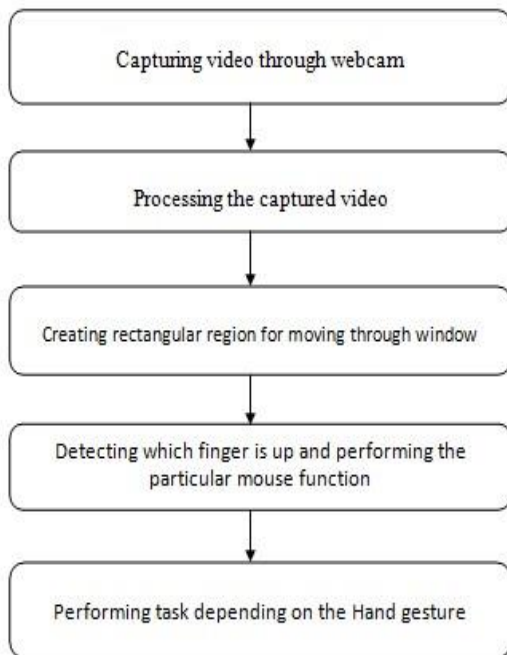 Capturing video through webcam
Processing the captured video
Creating rectangular region for moving through window
Detecting which finger is up and performing the
particular mouse function
Performing task depending on the Hand gesture